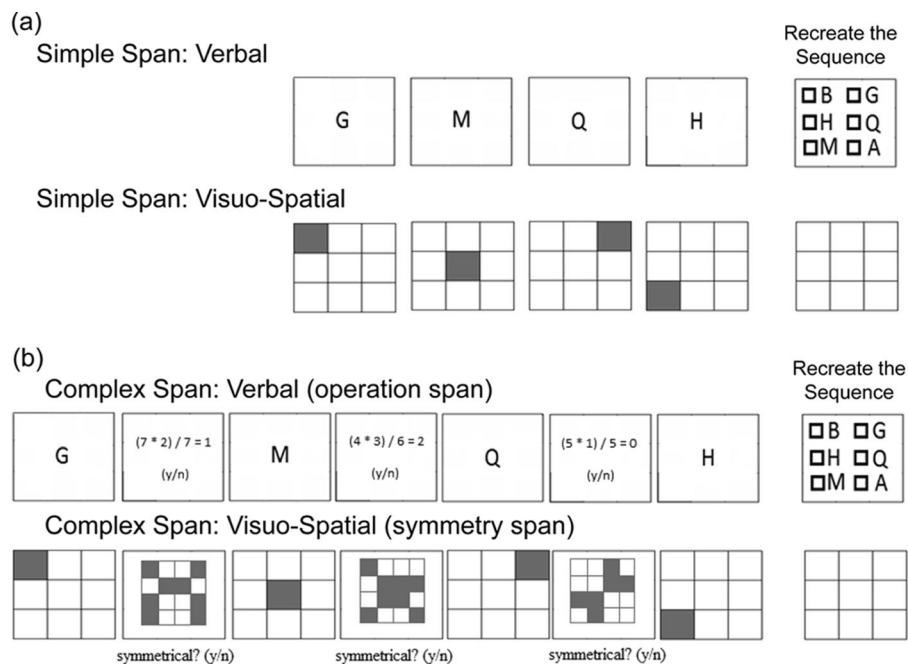 (a)
Simple Span: Verbal
Recreate the
Sequence
G
M
Q
H
B G
H Q
M A
Simple Span: Visuo-Spatial
(b)
Complex Span: Verbal (operation span)
Recreate the
Sequence
G
(7 * 2) / 7 = 1
(y/n)
M
(4 * 3) / 6 = 2
(y/n)
Q
(5 * 1) / 5 = 0
(y/n)
H
B G
H Q
M A
Complex Span: Visuo-Spatial (symmetry span)
symmetrical? (y/n)
symmetrical? (y/n)
symmetrical? (y/n)